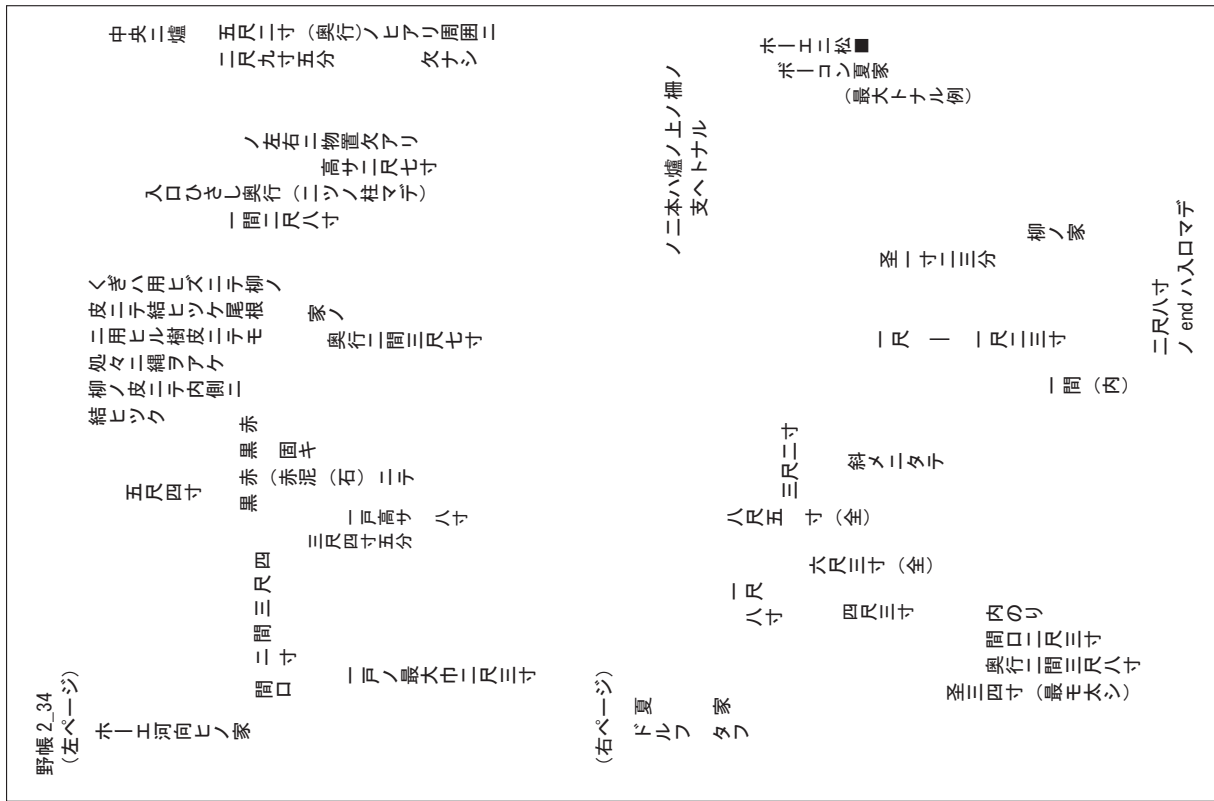 野帳 2_34
(左ページ)
中央ニ爐
五尺二寸(奥行)ノヒアリ周囲ニ
二尺九寸五分
欠ナシ
ノ左右ニ物置欠アリ
高サ二尺七寸
入口ひさし奥行(二ツノ柱マデ)
一間二尺八寸
くぎハ用ヒズニテ柳ノ
皮ニテ結ヒツケ尾根
ニ用ヒル樹皮ニテモ
処々ニ縄ヲアケ
柳ノ皮ニテ内側ニ
結ヒツク
家ノ
奥行二間三尺七寸
赤
黒 固キ
赤(赤泥(石)ニテ
黒
五尺四寸
一戸高サ 八寸
三尺四寸五分
間口
二間三尺四
寸
一戸ノ最大巾二尺三寸
ホーエ河向ヒノ家
(右ページ)
ホーエニ松■
ボーコン夏家
(最大トナル例)
ノ二本ハ爐ノ上ノ柵ノ
支ヘトナル
柳ノ家
圣一寸二三分
二尺八寸
ノ end ハ入口マデ
一尺 ー 一尺二三寸
一間(内)
三尺二寸
斜メニタテ
八尺五 寸(全)
六尺三寸(全)
一尺
八寸
四尺三寸
内のり
間口二尺三寸
奥行二間三尺八寸
圣三四寸(最モ太シ)
夏 家
ドルフ タフ